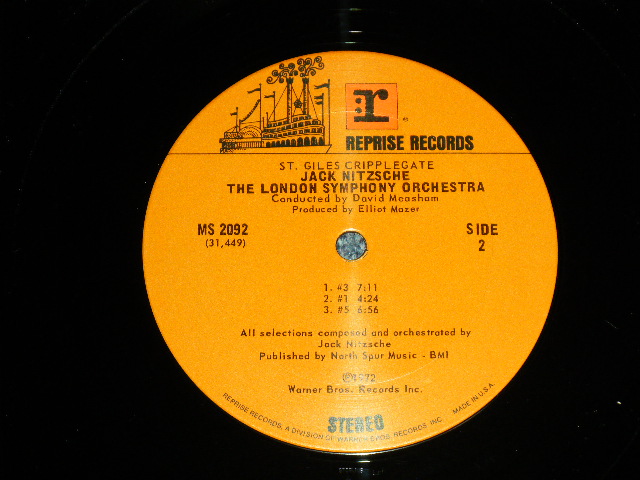 :r
®
REPRISE RECORDS
ST. GILES CRIPPLEGATE
JACK NITZSCHE
THE LONDON SYMPHONY ORCHESTRA
Conducted by David Measham
Produced by Elliot Mazer
MS 2092
(31,449)
SIDE
2
1. #3 7:11
2. #1 4:24
3. #5 6:56
All selections composed and orchestrated by
Jack Nitzsche
Published by North Spur Music - BMI
℗1972
Warner Bros. Records Inc.
STEREO
REPRISE RECORDS, A DIVISION OF WARNER BROS. RECORDS, INC. MADE IN U.S.A.